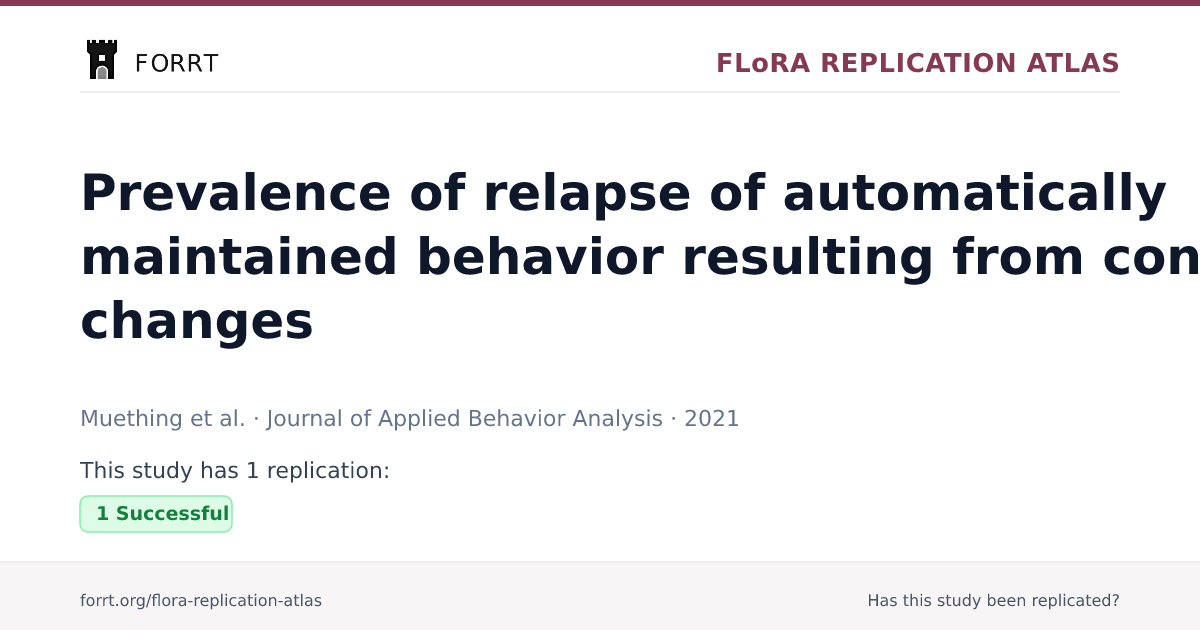 FORRT
FLoRA REPLICATION ATLAS
Prevalence of relapse of automatically
maintained behavior resulting from con
changes
Muething et al. · Journal of Applied Behavior Analysis · 2021
This study has 1 replication:
1 Successful
forrt.org/flora-replication-atlas
Has this study been replicated?